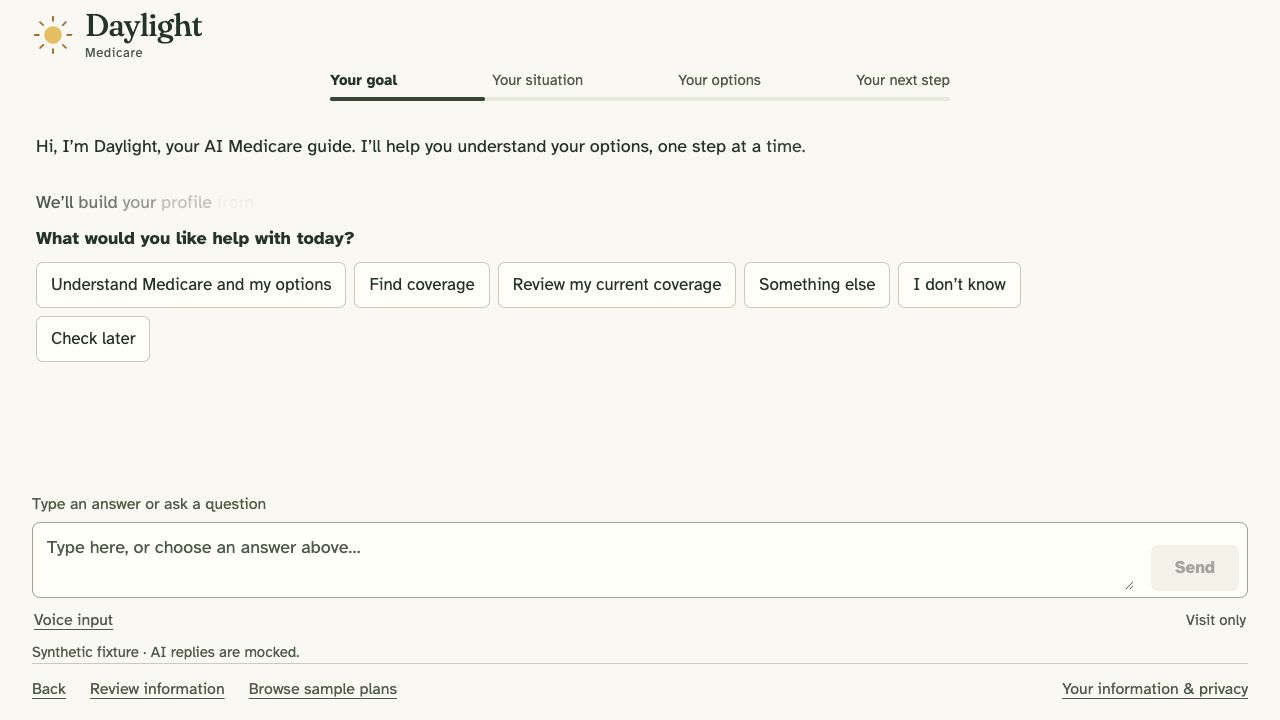 Daylight
Medicare
Your goal
Your situation
Your options
Your next step
Hi, I’m Daylight, your AI Medicare guide. I’ll help you understand your options, one step at a time.
We’ll build your profile from
What would you like help with today?
Understand Medicare and my options
Find coverage
Review my current coverage
Something else
I don’t know
Check later
Type an answer or ask a question
Type here, or choose an answer above...
Send
Voice input
Visit only
Synthetic fixture · AI replies are mocked.
Back
Review information
Browse sample plans
Your information & privacy